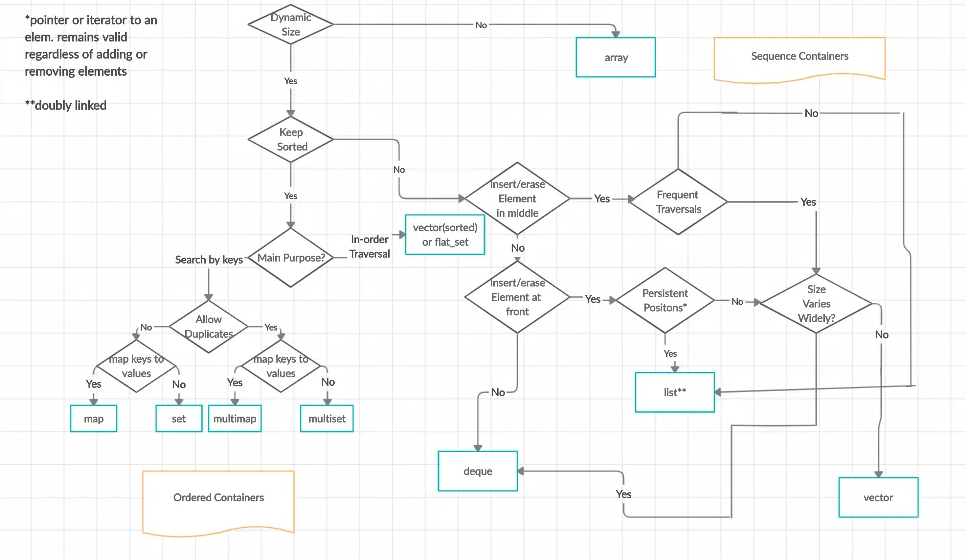 *pointer or iterator to an
elem. remains valid
regardless of adding or
removing elements
**doubly linked
Dynamic
Size
No
array
Sequence Containers
Yes
Keep
Sorted
No
Yes
Insert/erase
Element
in middle
Yes
Frequent
Traversals
No
Yes
vector(sorted)
or flat_set
In-order
Traversal
Main Purpose?
Search by keys
No
Insert/erase
Element at
front
Yes
Persistent
Positons*
No
Size
Varies
Widely?
No
Yes
list**
Allow
Duplicates
No
Yes
map keys to
values
map keys to
values
Yes
No
Yes
No
map
set
multimap
multiset
No
deque
Yes
vector
Ordered Containers